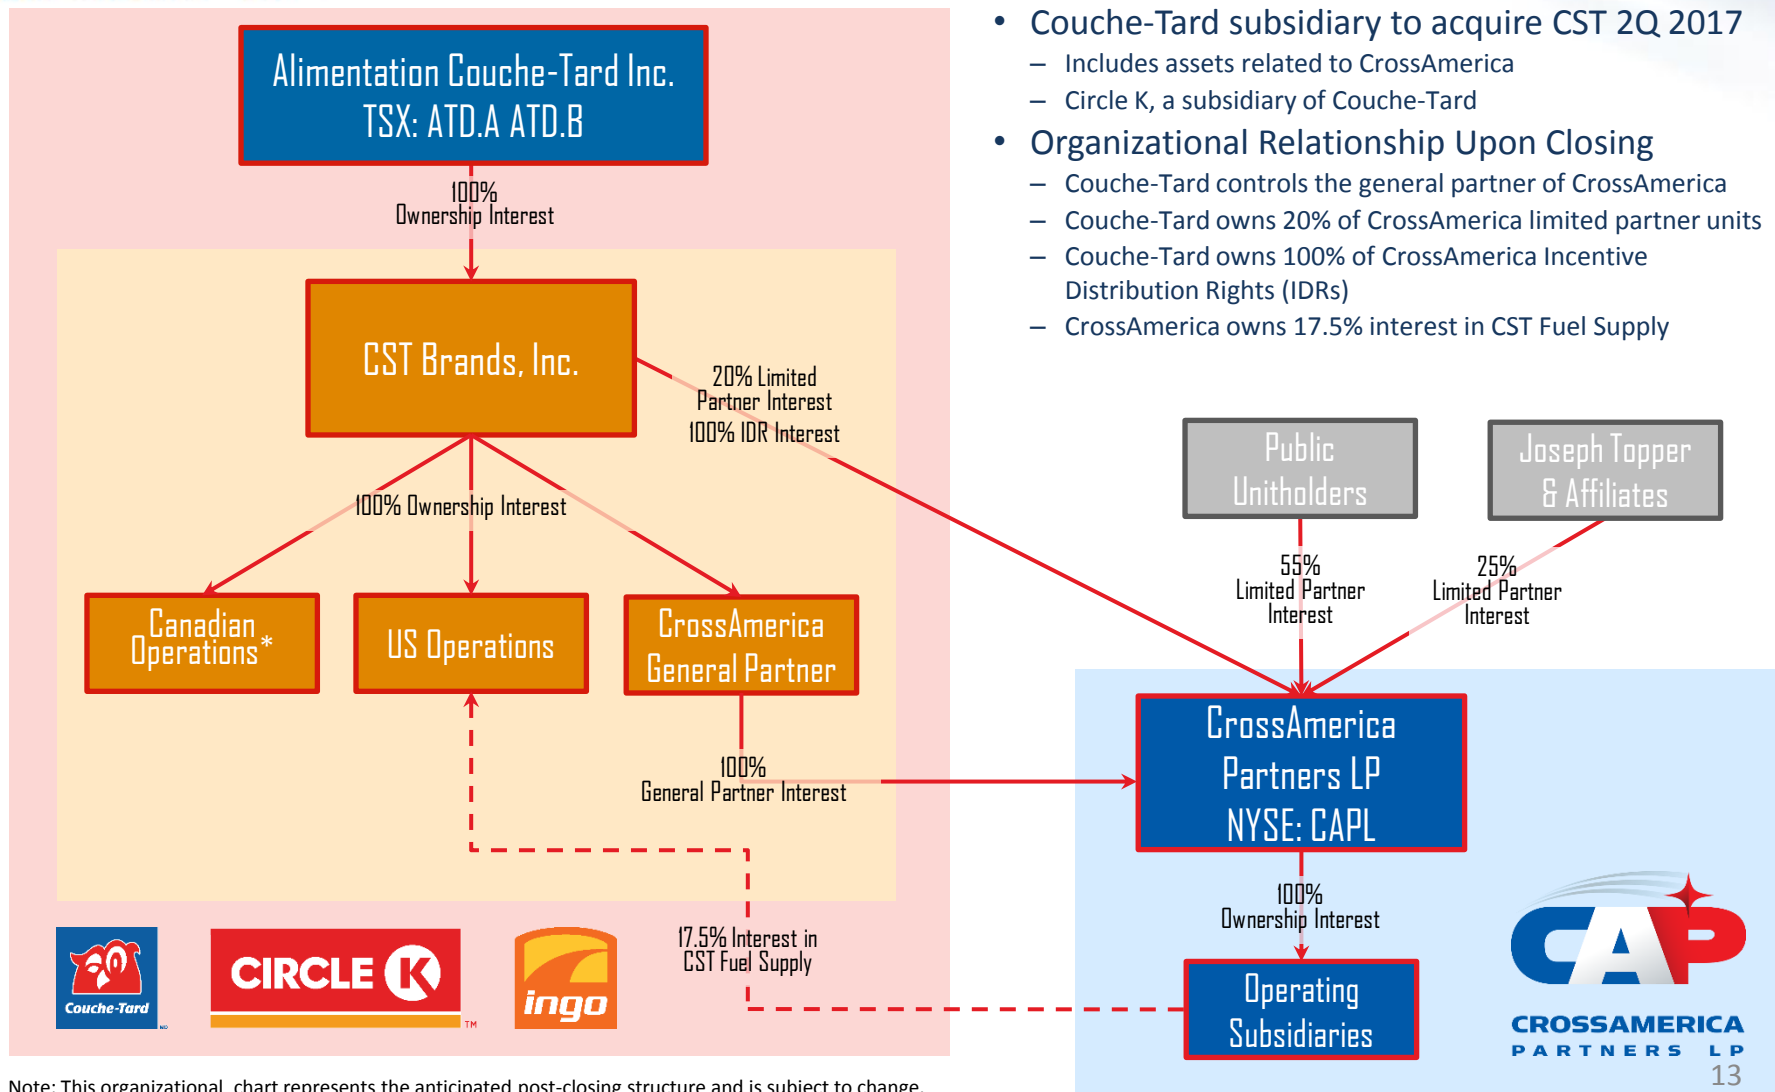 Alimentation Couche-Tard Inc.
TSX: ATD.A ATD.B
100%
Ownership Interest
CST Brands, Inc.
20% Limited
Partner Interest
100% IDR Interest
100% Ownership Interest
Canadian
Operations*
US Operations
CrossAmerica
General Partner
100%
General Partner Interest
17.5% Interest in
CST Fuel Supply
Couche-Tard
MD
CIRCLE K
TM
ingo
• Couche-Tard subsidiary to acquire CST 2Q 2017
– Includes assets related to CrossAmerica
– Circle K, a subsidiary of Couche-Tard
• Organizational Relationship Upon Closing
– Couche-Tard controls the general partner of CrossAmerica
– Couche-Tard owns 20% of CrossAmerica limited partner units
– Couche-Tard owns 100% of CrossAmerica Incentive
Distribution Rights (IDRs)
– CrossAmerica owns 17.5% interest in CST Fuel Supply
Public
Unitholders
Joseph Topper
& Affiliates
55%
Limited Partner
Interest
25%
Limited Partner
Interest
CrossAmerica
Partners LP
NYSE: CAPL
100%
Ownership Interest
Operating
Subsidiaries
CAP
CROSSAMERICA
PARTNERS LP
13
Note: This organizational chart represents the anticipated post-closing structure and is subject to change.